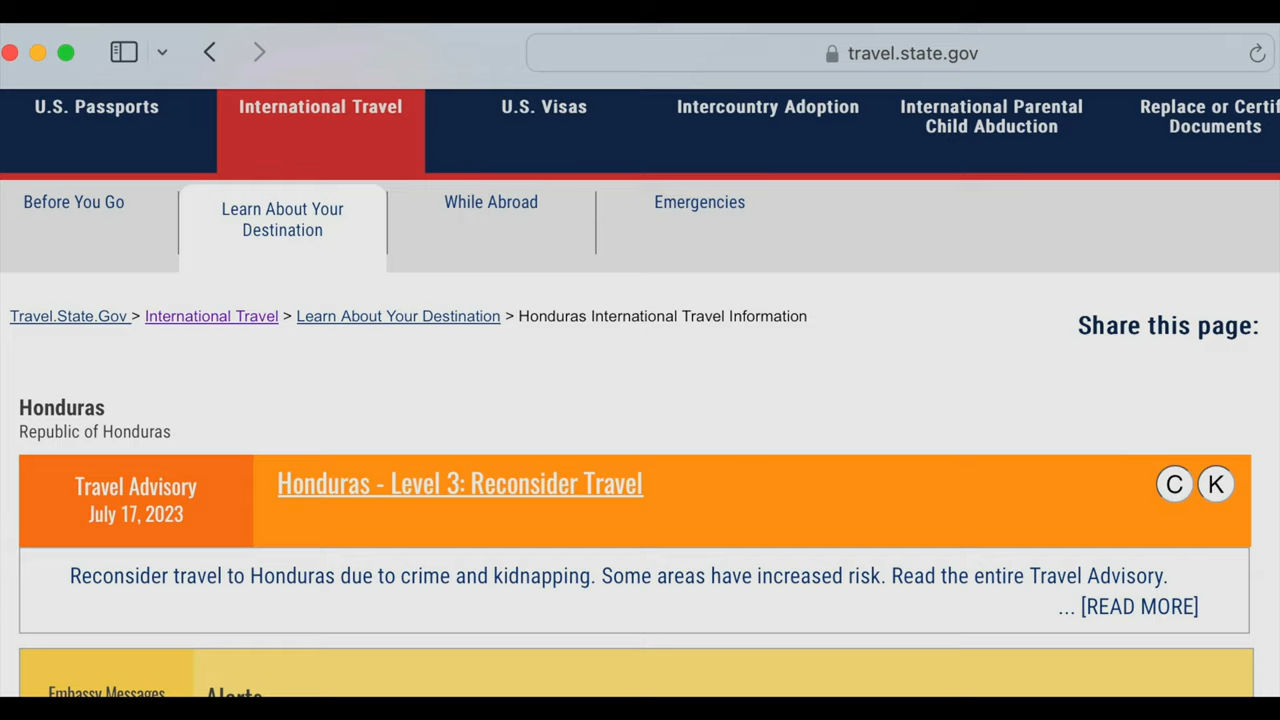 travel.state.gov
U.S. Passports
International Travel
U.S. Visas
Intercountry Adoption
International Parental
Child Abduction
Replace or Certif
Documents
Before You Go
Learn About Your
Destination
While Abroad
Emergencies
Travel.State.Gov > International Travel > Learn About Your Destination > Honduras International Travel Information
Share this page:
Honduras
Republic of Honduras
Travel Advisory
July 17, 2023
Honduras - Level 3: Reconsider Travel
C K
Reconsider travel to Honduras due to crime and kidnapping. Some areas have increased risk. Read the entire Travel Advisory.
... [READ MORE]
Embassy Messages
Alerts